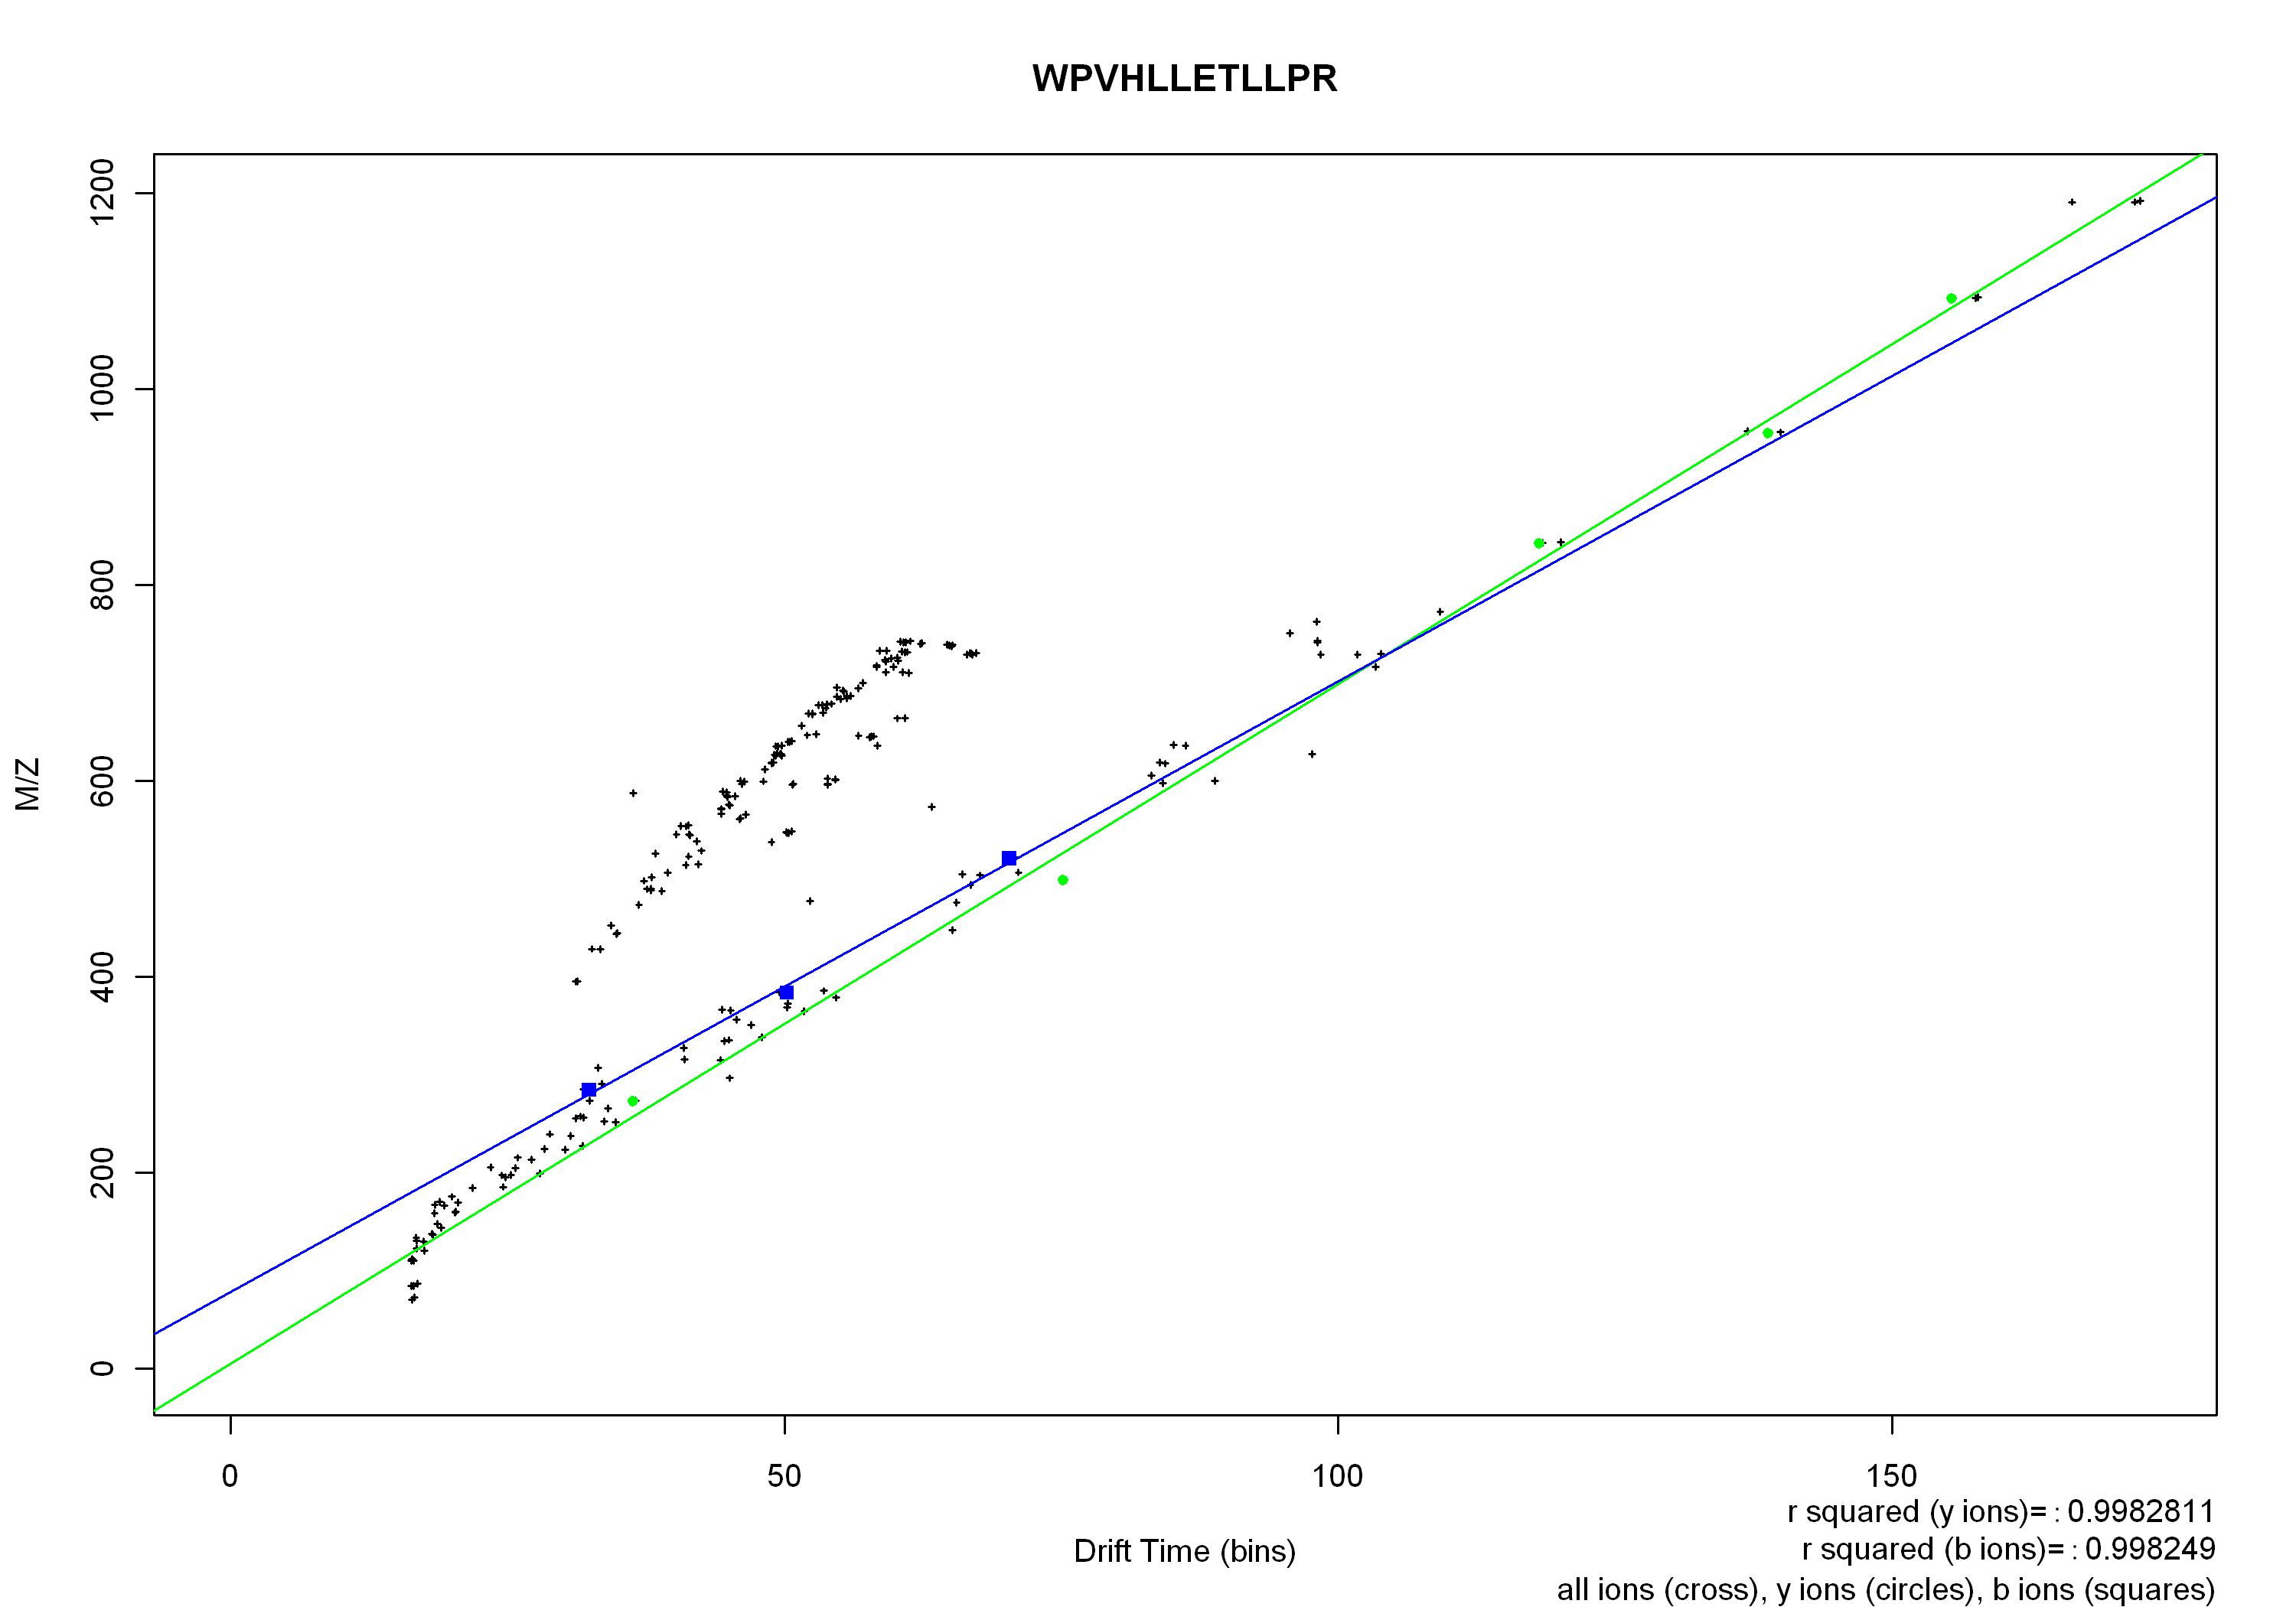 WPVHLLETLLPR
1200
1000
800
600
400
200
0
M/Z
0 50 100 150
Drift Time (bins)
r squared (y ions)= : 0.9982811
r squared (b ions)= : 0.998249
all ions (cross), y ions (circles), b ions (squares)